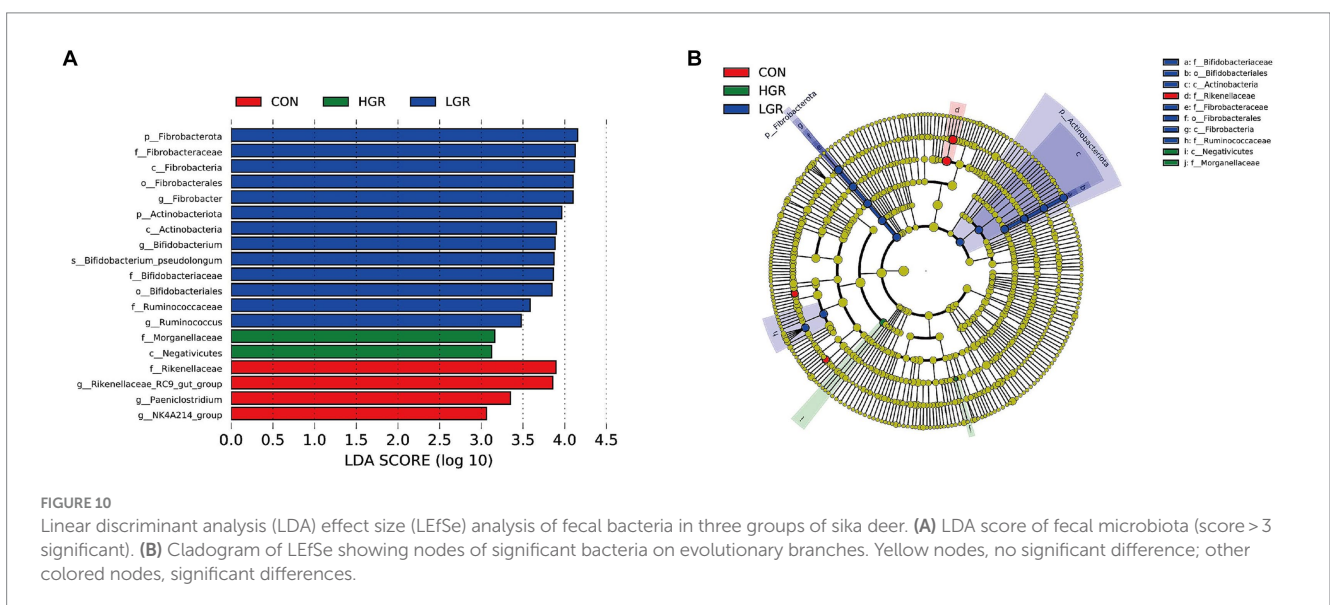 A
CON HGR LGR
p__Fibrobacterota
f__Fibrobacteraceae
c__Fibrobacteria
o__Fibrobacterales
g__Fibrobacter
p__Actinobacteriota
c__Actinobacteria
g__Bifidobacterium
s__Bifidobacterium_pseudolongum
f__Bifidobacteriaceae
o__Bifidobacteriales
f__Ruminococcaceae
g__Ruminococcus
f__Morganellaceae
c__Negativicutes
f__Rikenellaceae
g__Rikenellaceae_RC9_gut_group
g__Paeniclostridium
g__NK4A214_group
0.0 0.5 1.0 1.5 2.0 2.5 3.0 3.5 4.0 4.5
LDA SCORE (log 10)
B
CON
HGR
LGR
p__Fibrobacterota
d
p__Actinobacteriota
c
h
i
a: f__Bifidobacteriaceae
b: o__Bifidobacteriales
c: c__Actinobacteria
d: f__Rikenellaceae
e: f__Fibrobacteraceae
f: o__Fibrobacterales
g: c__Fibrobacteria
h: f__Ruminococcaceae
i: c__Negativicutes
j: f__Morganellaceae
FIGURE 10
Linear discriminant analysis (LDA) effect size (LEfSe) analysis of fecal bacteria in three groups of sika deer. (A) LDA score of fecal microbiota (score > 3
significant). (B) Cladogram of LEfSe showing nodes of significant bacteria on evolutionary branches. Yellow nodes, no significant difference; other
colored nodes, significant differences.